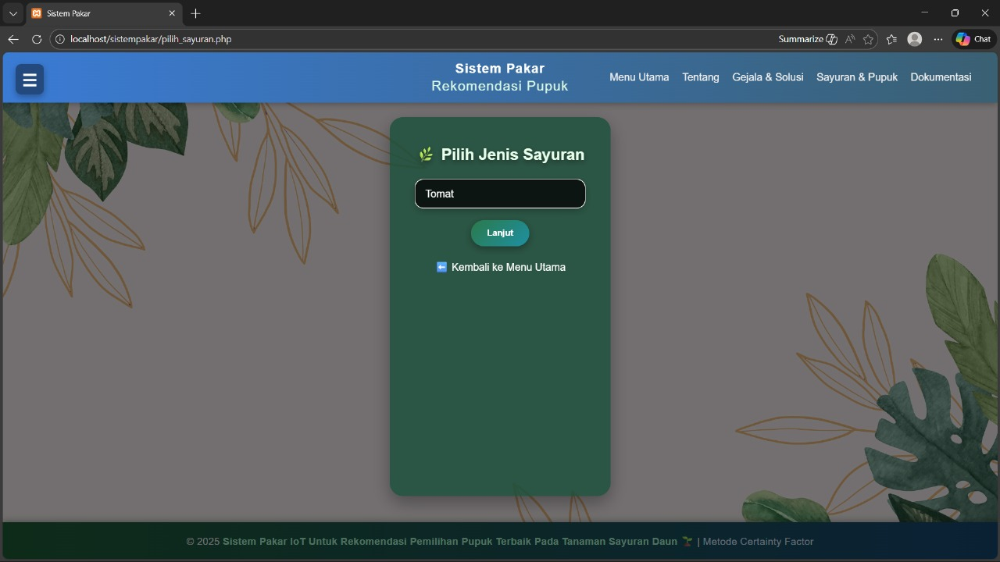 Sistem Pakar
localhost/sistempakar/pilih_sayuran.php
Summarize
Chat
Sistem Pakar
Rekomendasi Pupuk
Menu Utama
Tentang
Gejala & Solusi
Sayuran & Pupuk
Dokumentasi
Pilih Jenis Sayuran
Tomat
Lanjut
Kembali ke Menu Utama
© 2025 Sistem Pakar IoT Untuk Rekomendasi Pemilihan Pupuk Terbaik Pada Tanaman Sayuran Daun 🌱 | Metode Certainty Factor